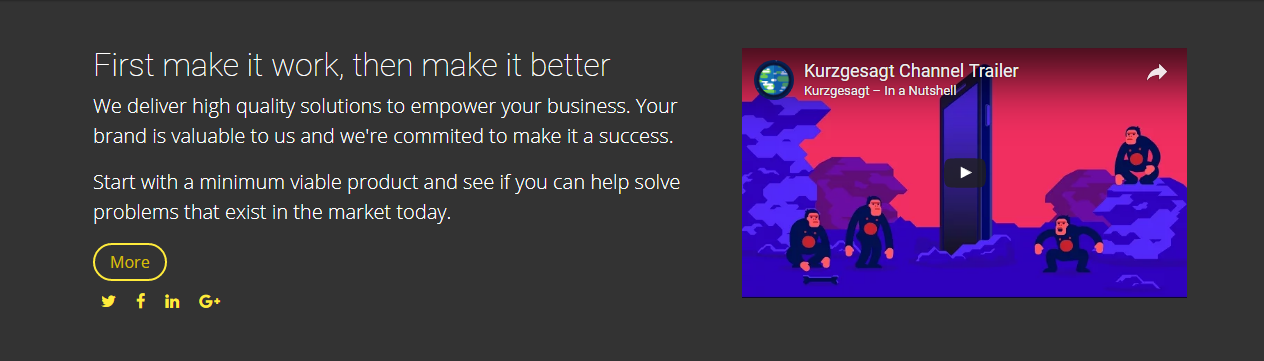 First make it work, then make it better
We deliver high quality solutions to empower your business. Your
brand is valuable to us and we're commited to make it a success.
Start with a minimum viable product and see if you can help solve
problems that exist in the market today.
More
G+
Kurzgesagt Channel Trailer
Kurzgesagt – In a Nutshell